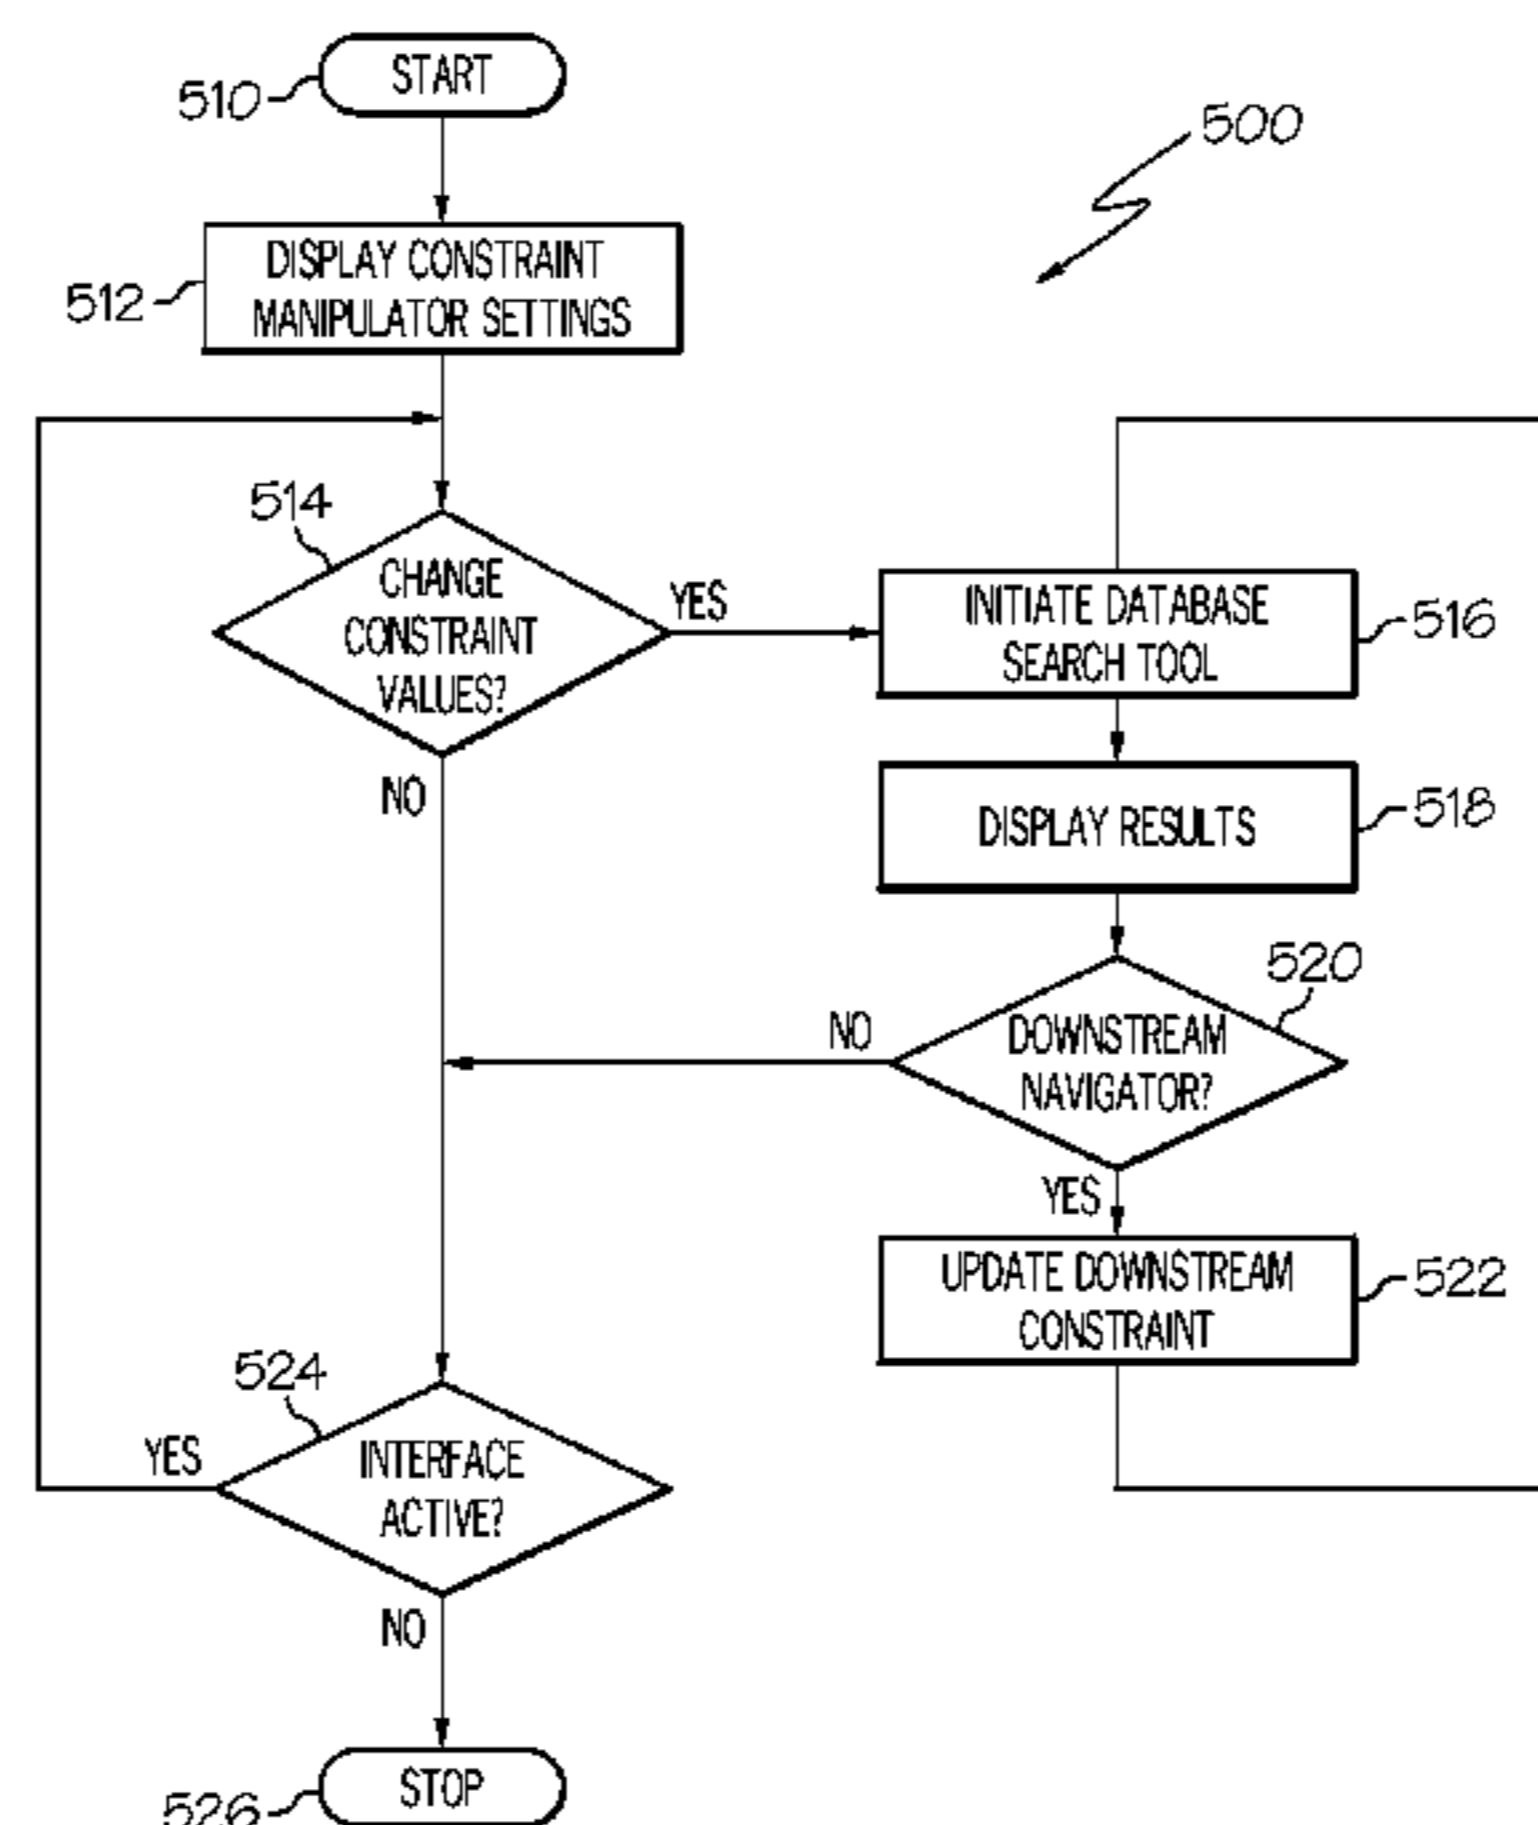 START
510
500
DISPLAY CONSTRAINT
MANIPULATOR SETTINGS
512
514
CHANGE
CONSTRAINT
VALUES?
YES
NO
INITIATE DATABASE
SEARCH TOOL
516
DISPLAY RESULTS
518
520
DOWNSTREAM
NAVIGATOR?
NO
YES
UPDATE DOWNSTREAM
CONSTRAINT
522
524
INTERFACE
ACTIVE?
YES
NO
STOP
526